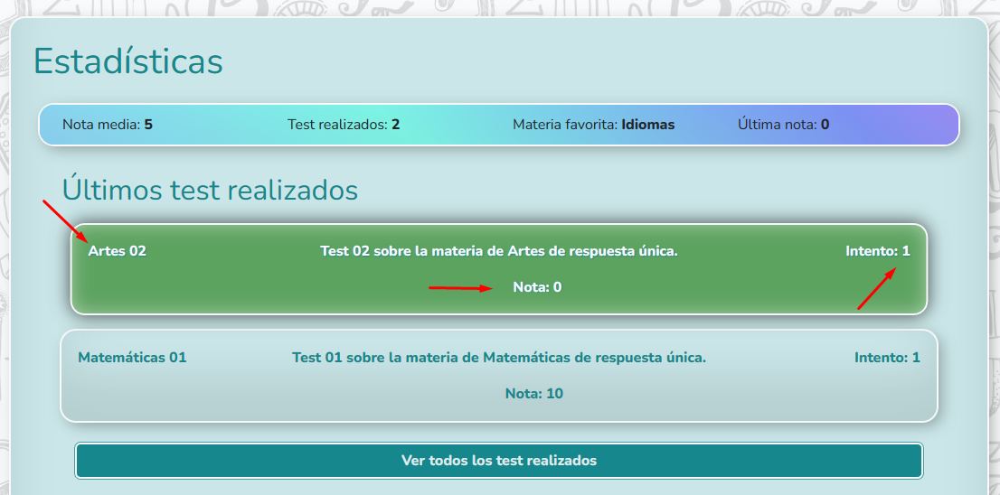 Estadísticas
Nota media: 5 Test realizados: 2 Materia favorita: Idiomas Última nota: 0
Últimos test realizados
Artes 02 Test 02 sobre la materia de Artes de respuesta única. Intento: 1
Nota: 0
Matemáticas 01 Test 01 sobre la materia de Matemáticas de respuesta única. Intento: 1
Nota: 10
Ver todos los test realizados